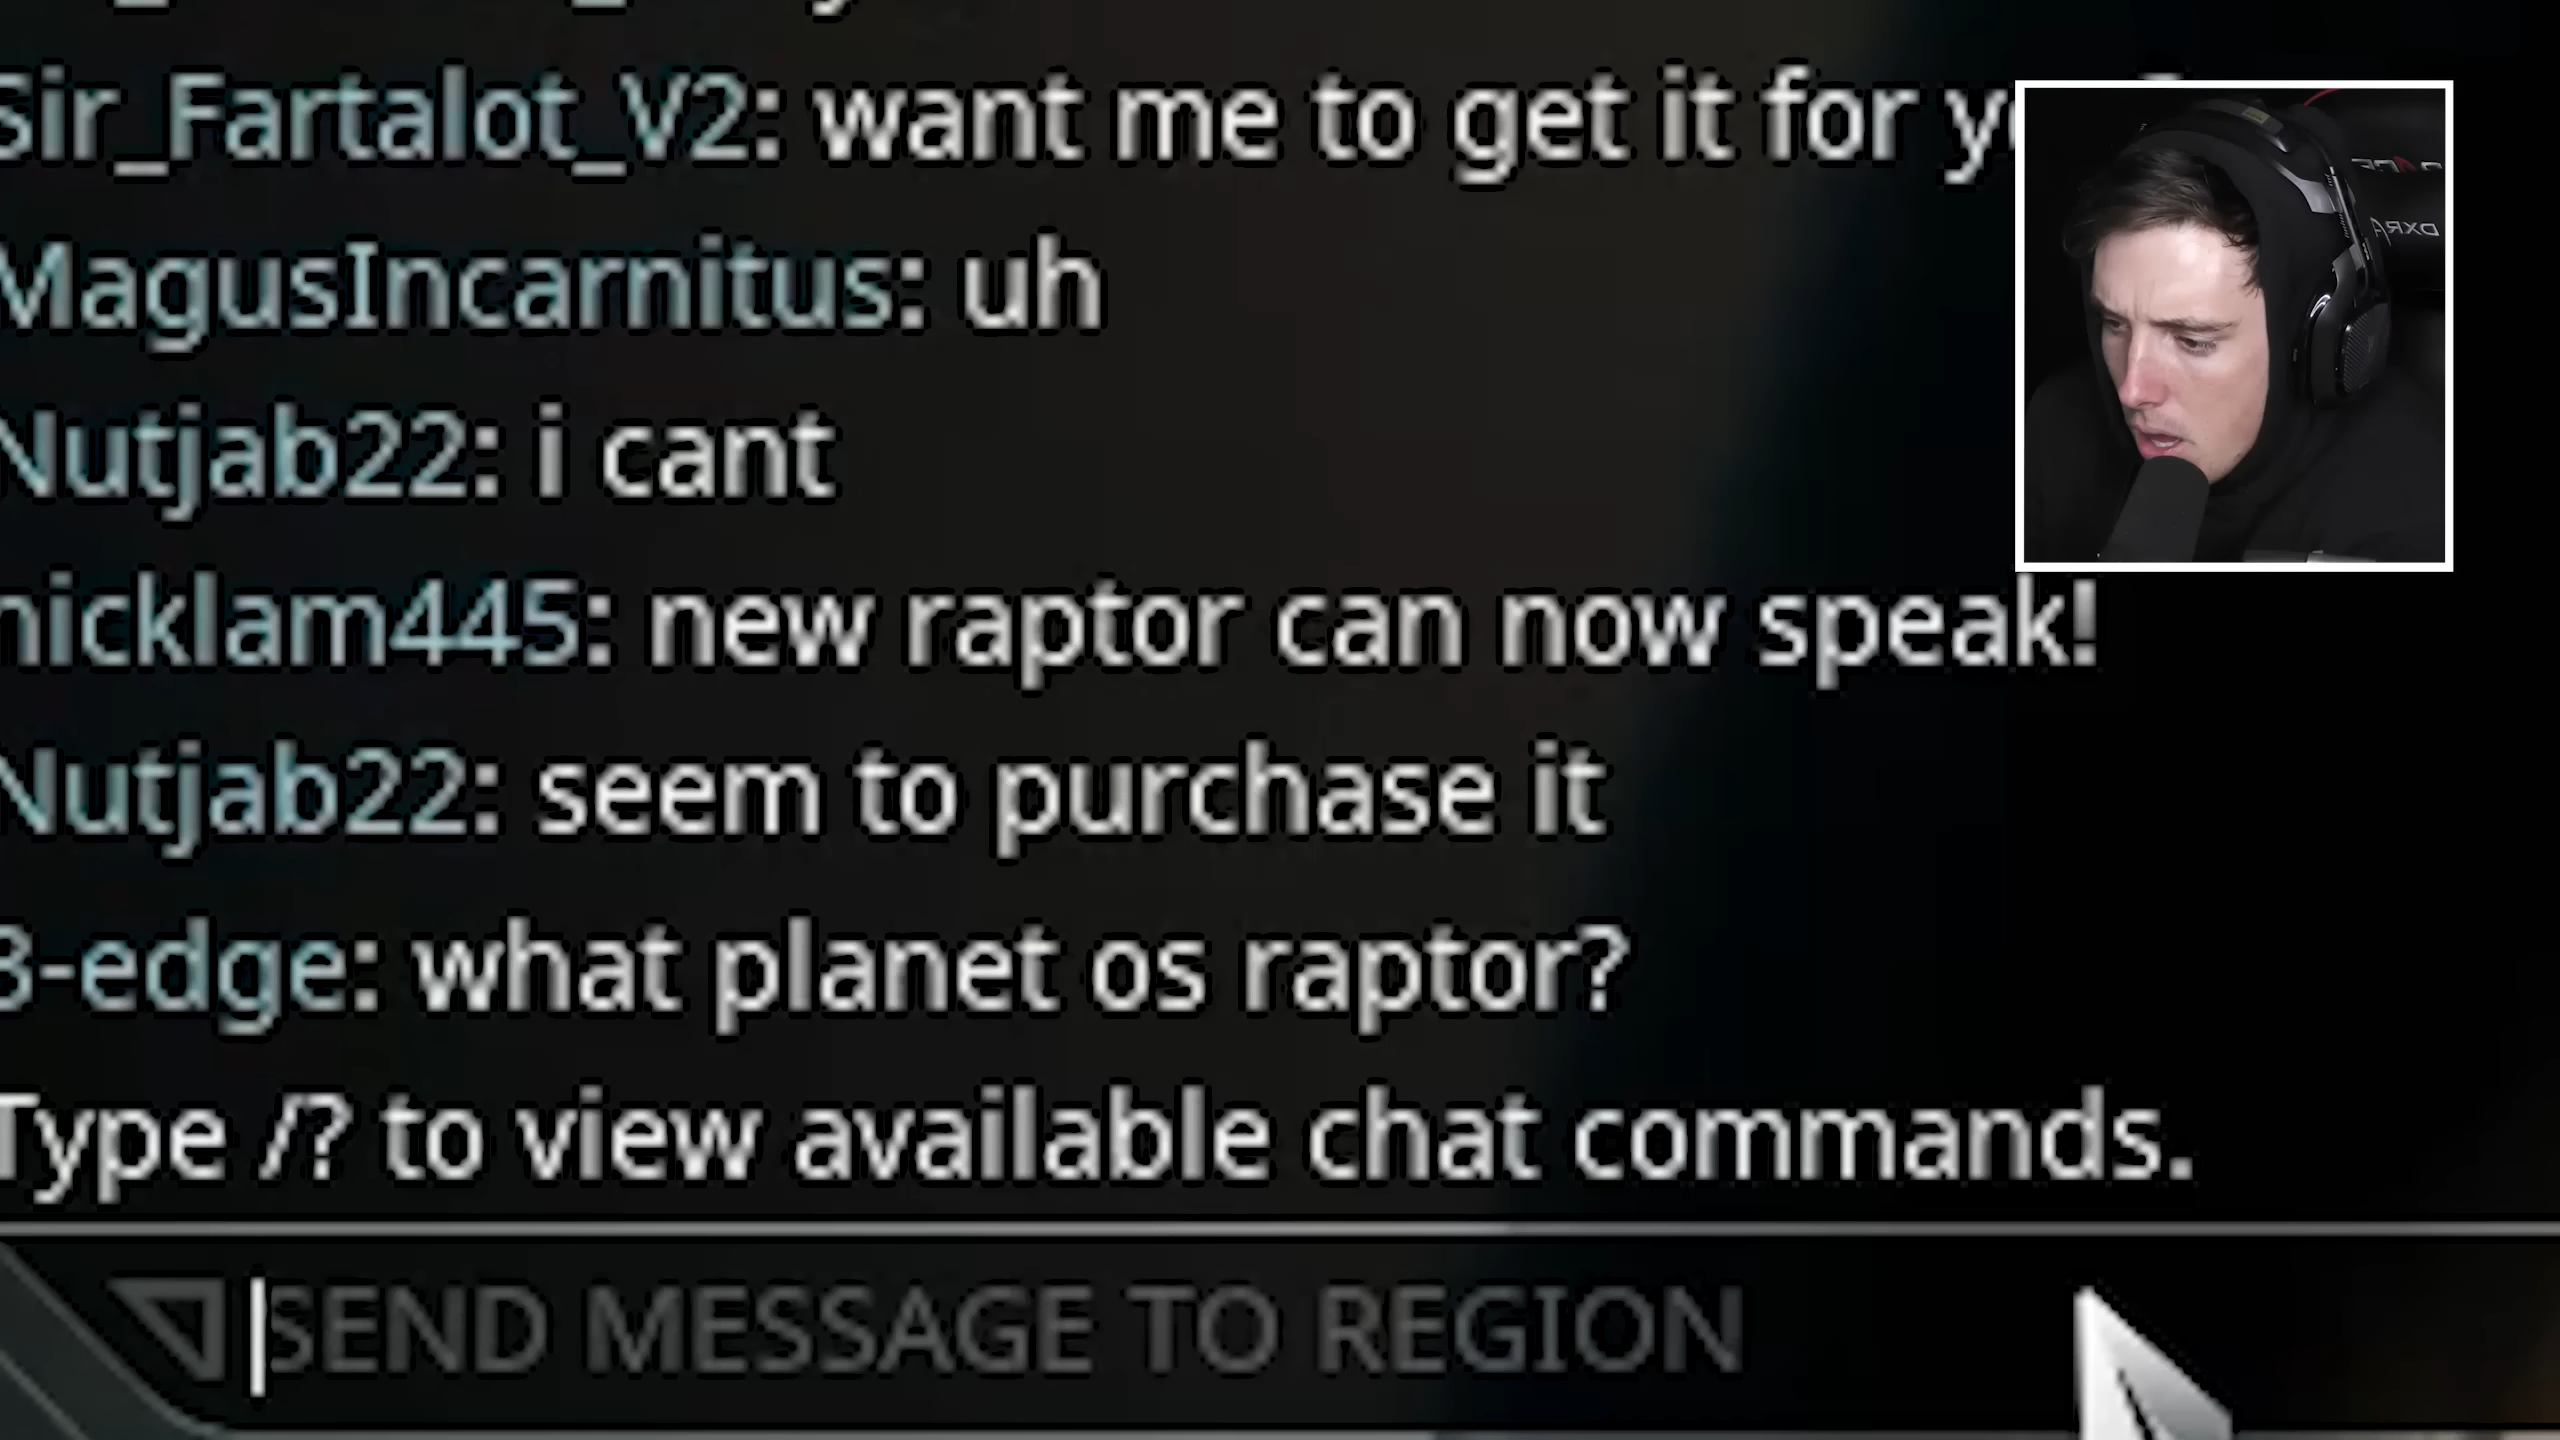 Sir_Fartalot_V2: want me to get it for
MagusIncarnitus: uh
Nutjab22: i cant
nicklam445: new raptor can now speak!
Nutjab22: seem to purchase it
3-edge: what planet os raptor?
Type /? to view available chat commands.
SEND MESSAGE TO REGION